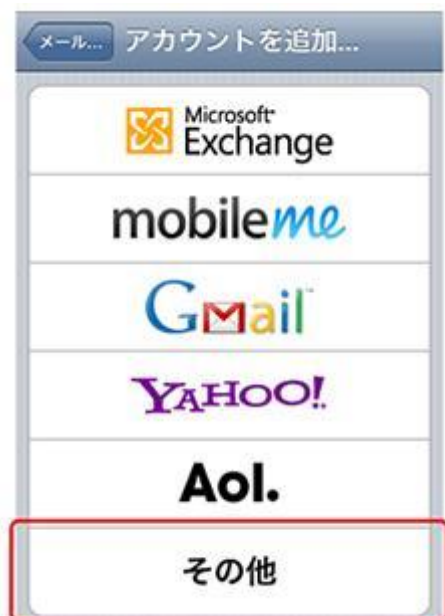 メール... アカウントを追加...
Microsoft
Exchange
mobileme
Gmail
YAHOO!
Aol.
その他